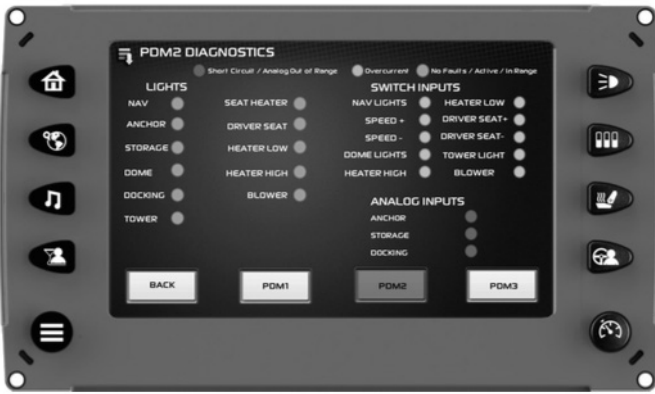 PDM2 DIAGNOSTICS
Short Circuit / Analog Out of Range
Overcurrent
No Faults / Active / In Range
LIGHTS
NAV
ANCHOR
STORAGE
DOME
DOCKING
TOWER
SEAT HEATER
DRIVER SEAT
HEATER LOW
HEATER HIGH
BLOWER
SWITCH INPUTS
NAV LIGHTS
SPEED +
SPEED -
DOME LIGHTS
HEATER HIGH
HEATER LOW
DRIVER SEAT+
DRIVER SEAT-
TOWER LIGHT
BLOWER
ANALOG INPUTS
ANCHOR
STORAGE
DOCKING
BACK
PDM1
PDM2
PDM3